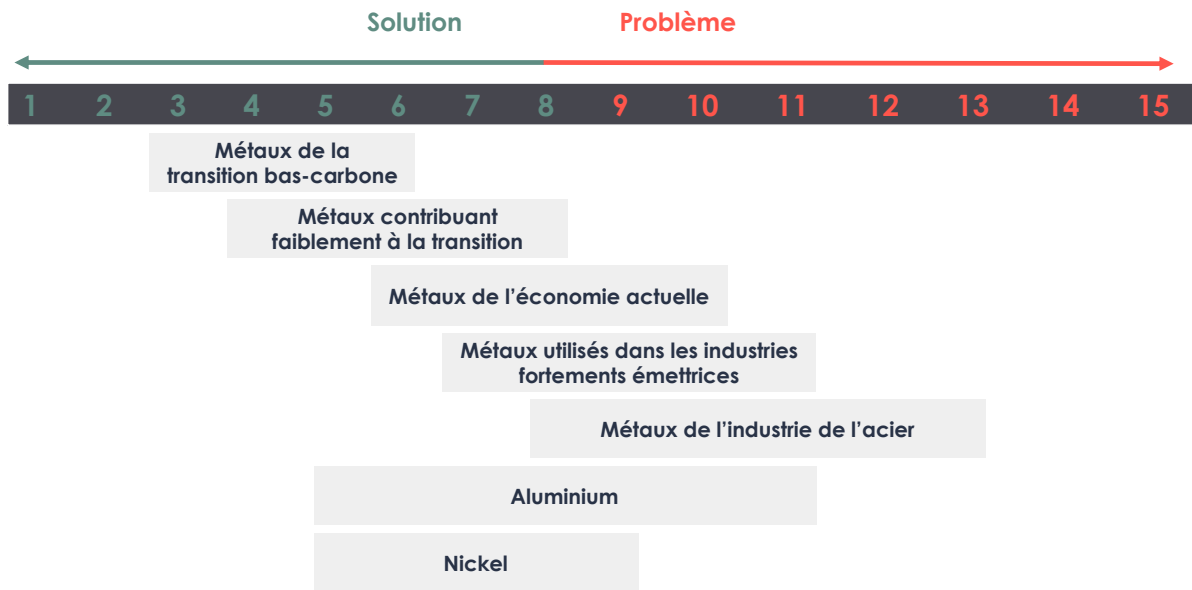 Solution Problème
1 2 3 4 5 6 7 8 9 10 11 12 13 14 15
Métaux de la
transition bas-carbone
Métaux contribuant
faiblement à la transition
Métaux de l’économie actuelle
Métaux utilisés dans les industries
fortements émettrices
Métaux de l’industrie de l’acier
Aluminium
Nickel